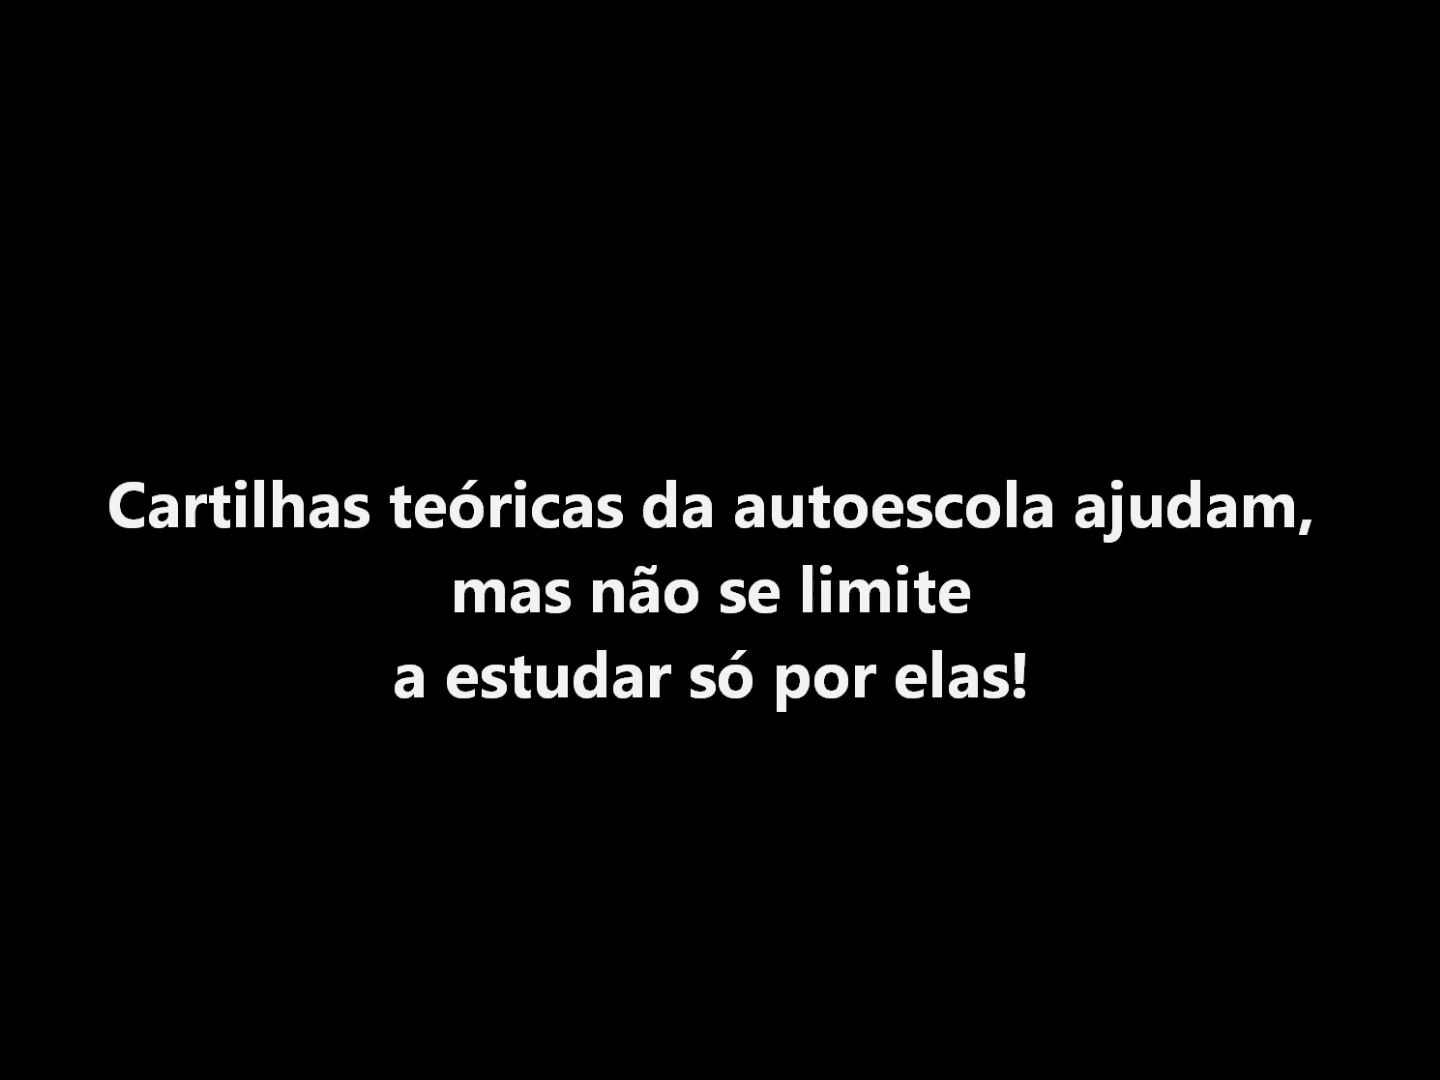 Cartilhas teóricas da autoescola ajudam,
mas não se limite
a estudar só por elas!